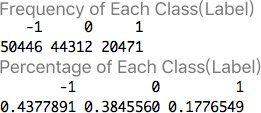 Frequency of Each Class(Label)
-1 0 1
50446 44312 20471
Percentage of Each Class(Label)
-1 0 1
0.4377891 0.3845560 0.1776549